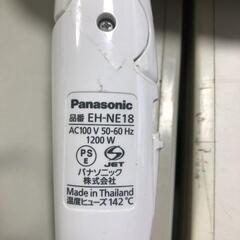 Panasonic
品番 EH-NE18
AC100 V 50-60 Hz
1200 W
PS
E
JET
パナソニック
株式会社
Made in Thailand
温度ヒューズ 142℃